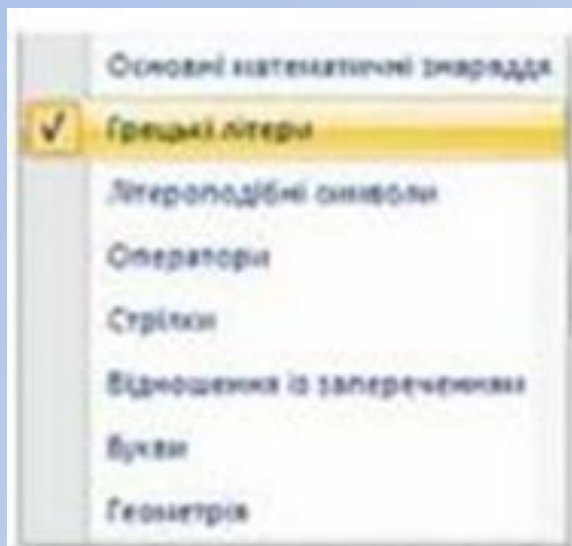 Основні математичні знаряддя
Грецькі літери
Літероподібні символи
Оператори
Стрілки
Відношення із запереченням
Букви
Геометрія